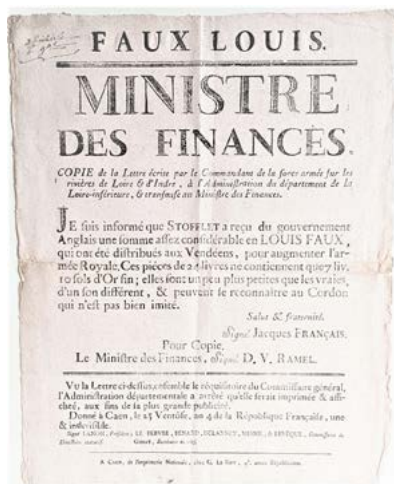 FAUX LOUIS.
MINISTRE
DES FINANCES.
COPIE de la Lettre écrite par le Commandant de la force armée sur les
rivières de Loire & d'Indre, à l'Administration du département de la
Loire-inférieure, & transmise au Ministre des Finances.
JE suis informé que STOFFLET a reçu du gouvernement
Anglais une somme assez considérable en LOUIS FAUX,
qui ont été distribués aux Vendéens, pour augmenter l'ar-
mée Royale. Ces pièces de 24 livres ne contiennent que 7 liv.
10 sols d'Or fin; elles sont un peu plus petites que les vraies,
d'un son différent, & peuvent se reconnaître au Cordon
qui n'est pas bien imité.
Salut & fraternité.
Signé Jacques FRANÇAIS.
Pour Copie.
Le Ministre des Finances, Signé D. V. RAMEL.
Vu la Lettre ci-dessus, ensemble le réquisitoire du Commissaire général,
l'Administration départementale a arrêté qu'elle serait imprimée & affi-
chée, aux fins de sa plus grande publicité.
Donné à Caen, le 25 Ventôse, an 4 de la République Française, une
& indivisible.
A CAEN, de l'Imprimerie Nationale, chez G. LE ROY, 4e. année Républicaine.